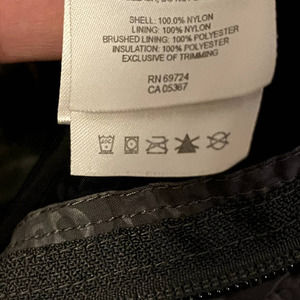 SHELL: 100.0% NYLON
LINING: 100% NYLON
BRUSHED LINING: 100% POLYESTER
INSULATION: 100% POLYESTER
EXCLUSIVE OF TRIMMING
RN 69724
CA 05367